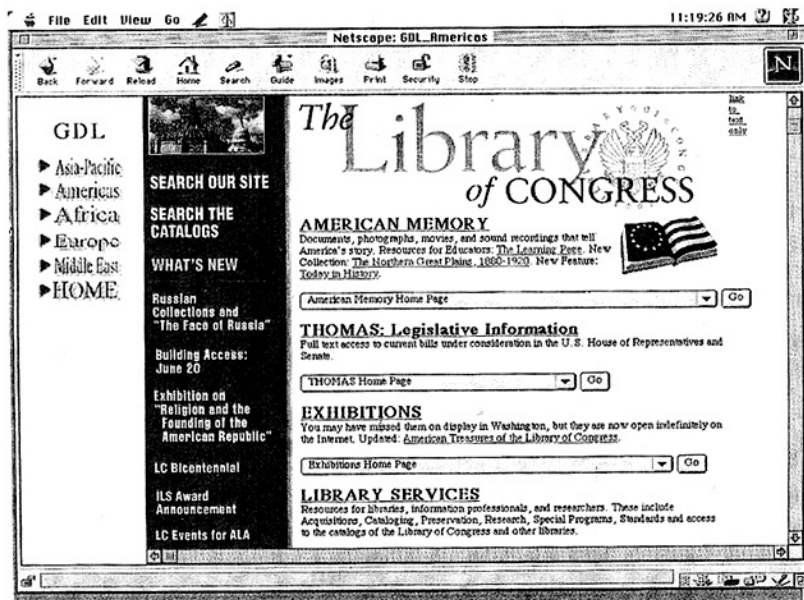 File Edit View Go
11:19:26 AM
Netscape: GDL_Americas
Back Forward Reload Home Search Guide Images Print Security Stop
N
GDL
Asia-Pacific
Americas
Africa
Europe
Middle East
HOME
SEARCH OUR SITE
SEARCH THE
CATALOGS
WHAT'S NEW
Russian
Collections and
"The Face of Russia"
Building Access:
June 20
Exhibition on
"Religion and the
Founding of the
American Republic"
LC Bicentennial
ILS Award
Announcement
LC Events for ALA
The
Library
of CONGRESS
link
to
text
only
AMERICAN MEMORY
Documents, photographs, movies, and sound recordings that tell
America's story. Resources for Educators: The Learning Page. New
Collection: The Northern Great Plains, 1880-1920. New Feature:
Today in History.
American Memory Home Page Go
THOMAS: Legislative Information
Full text access to current bills under consideration in the U.S. House of Representatives and
Senate.
THOMAS Home Page Go
EXHIBITIONS
You may have missed them on display in Washington, but they are now open indefinitely on
the Internet. Updated: American Treasures of the Library of Congress.
Exhibitions Home Page Go
LIBRARY SERVICES
Resources for libraries, information professionals, and researchers. These include
Acquisitions, Cataloging, Preservation, Research, Special Programs, Standards and access
to the catalogs of the Library of Congress and other libraries.